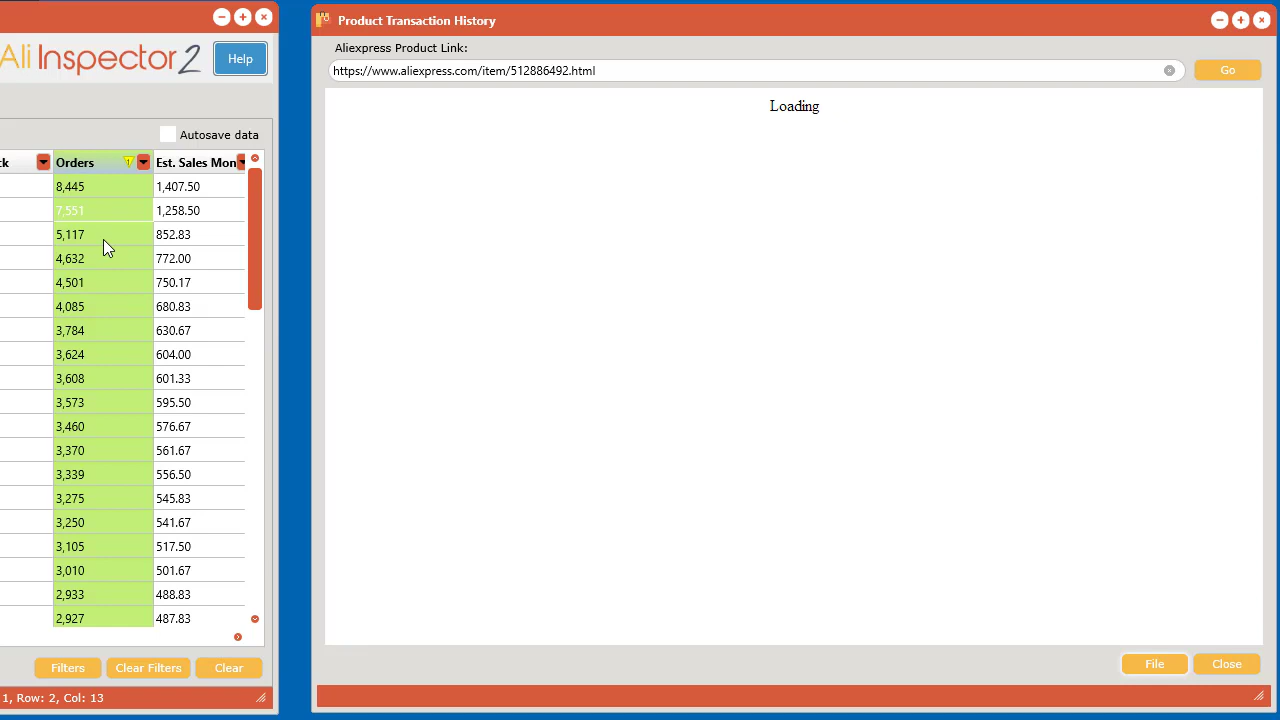 Ali Inspector 2
Help
Autosave data
ck
Orders
Est. Sales Mon
8,445
1,407.50
7,551
1,258.50
5,117
852.83
4,632
772.00
4,501
750.17
4,085
680.83
3,784
630.67
3,624
604.00
3,608
601.33
3,573
595.50
3,460
576.67
3,370
561.67
3,339
556.50
3,275
545.83
3,250
541.67
3,105
517.50
3,010
501.67
2,933
488.83
2,927
487.83
Filters
Clear Filters
Clear
1, Row: 2, Col: 13
Product Transaction History
Aliexpress Product Link:
https://www.aliexpress.com/item/512886492.html
Go
Loading
File
Close